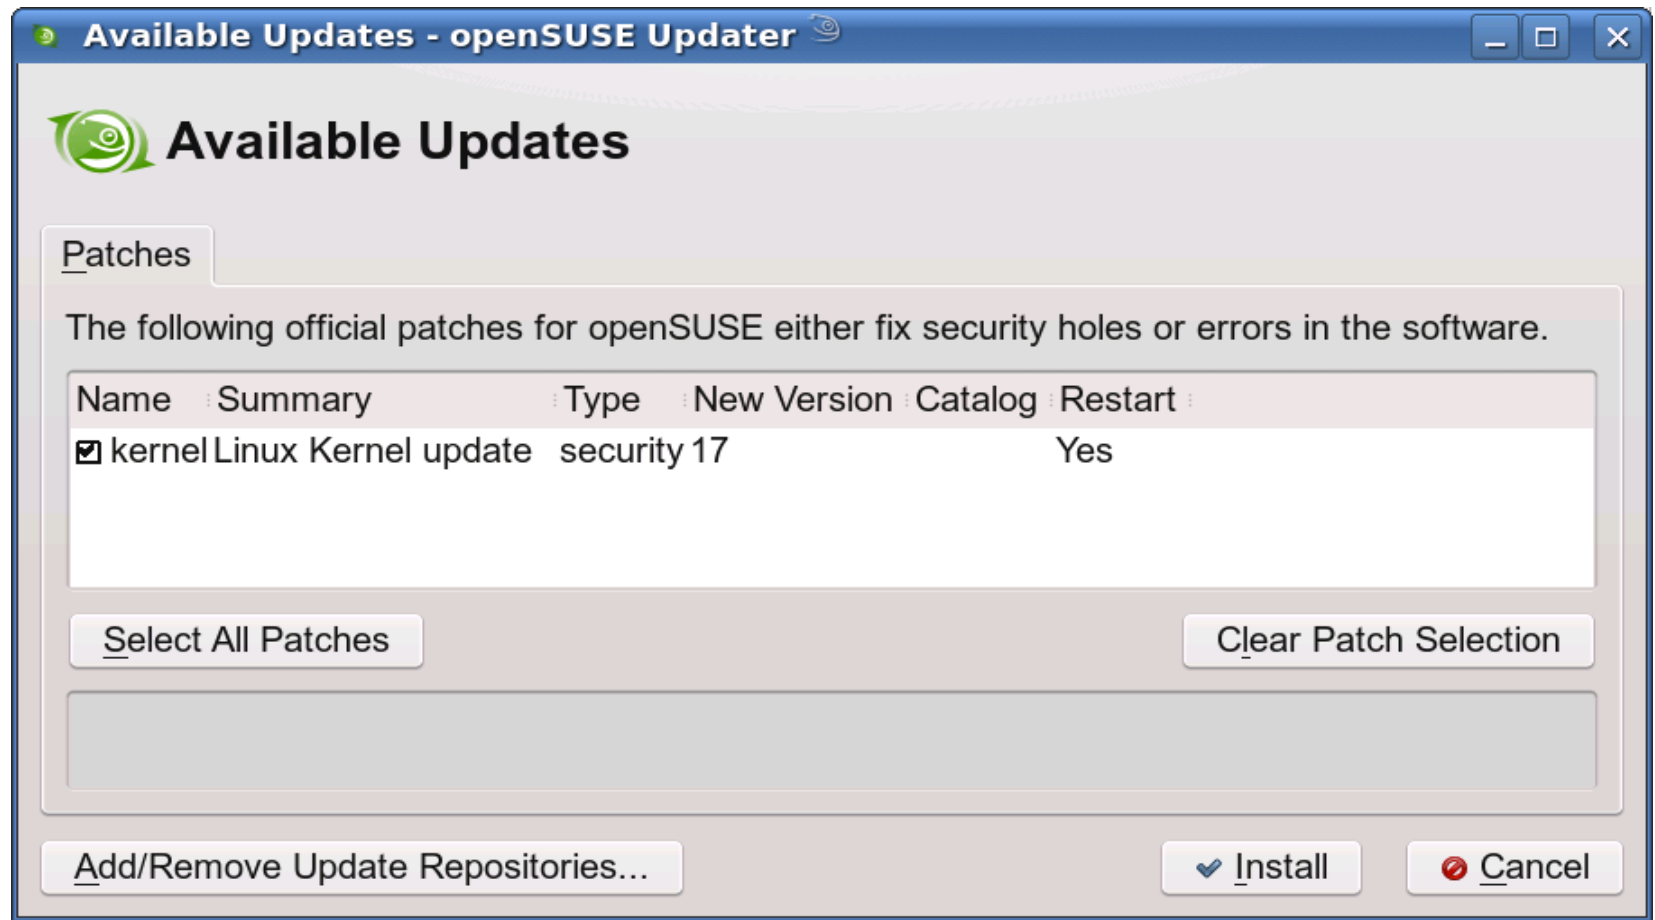 Available Updates - openSUSE Updater
Available Updates
Patches
The following official patches for openSUSE either fix security holes or errors in the software.
Name Summary Type New Version Catalog Restart
kernel Linux Kernel update security 17 Yes
Select All Patches Clear Patch Selection
Add/Remove Update Repositories... Install Cancel